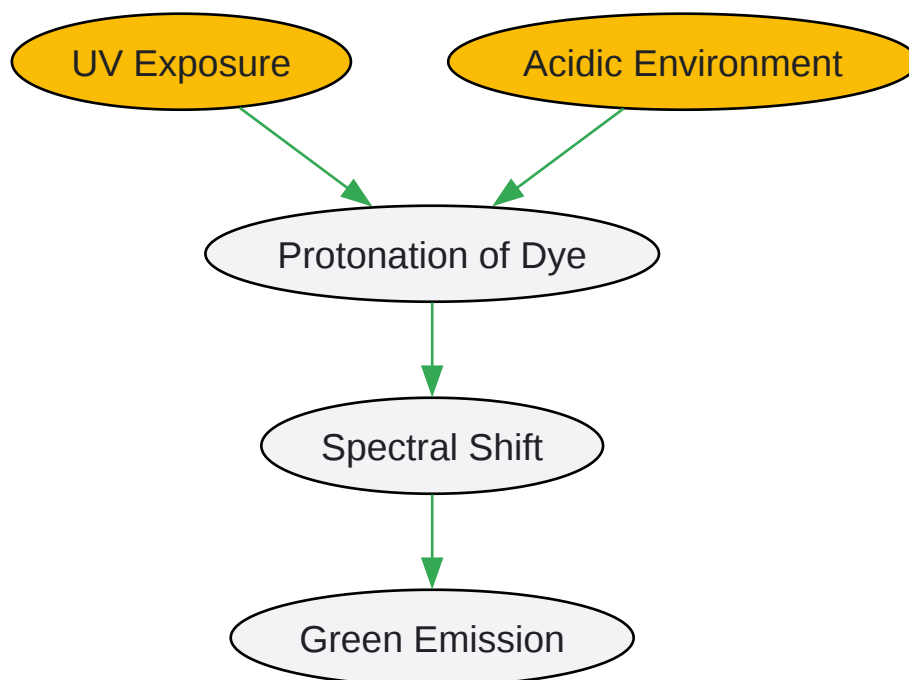 UV Exposure
Acidic Environment
Protonation of Dye
Spectral Shift
Green Emission